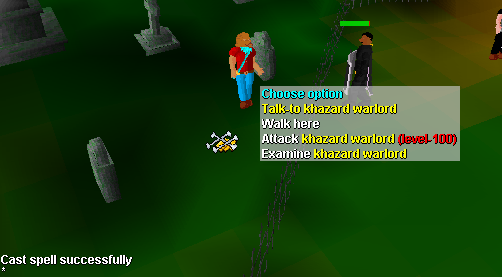 Choose option
Talk-to khazard warlord
Walk here
Attack khazard warlord (level-100)
Examine khazard warlord
Cast spell successfully
*